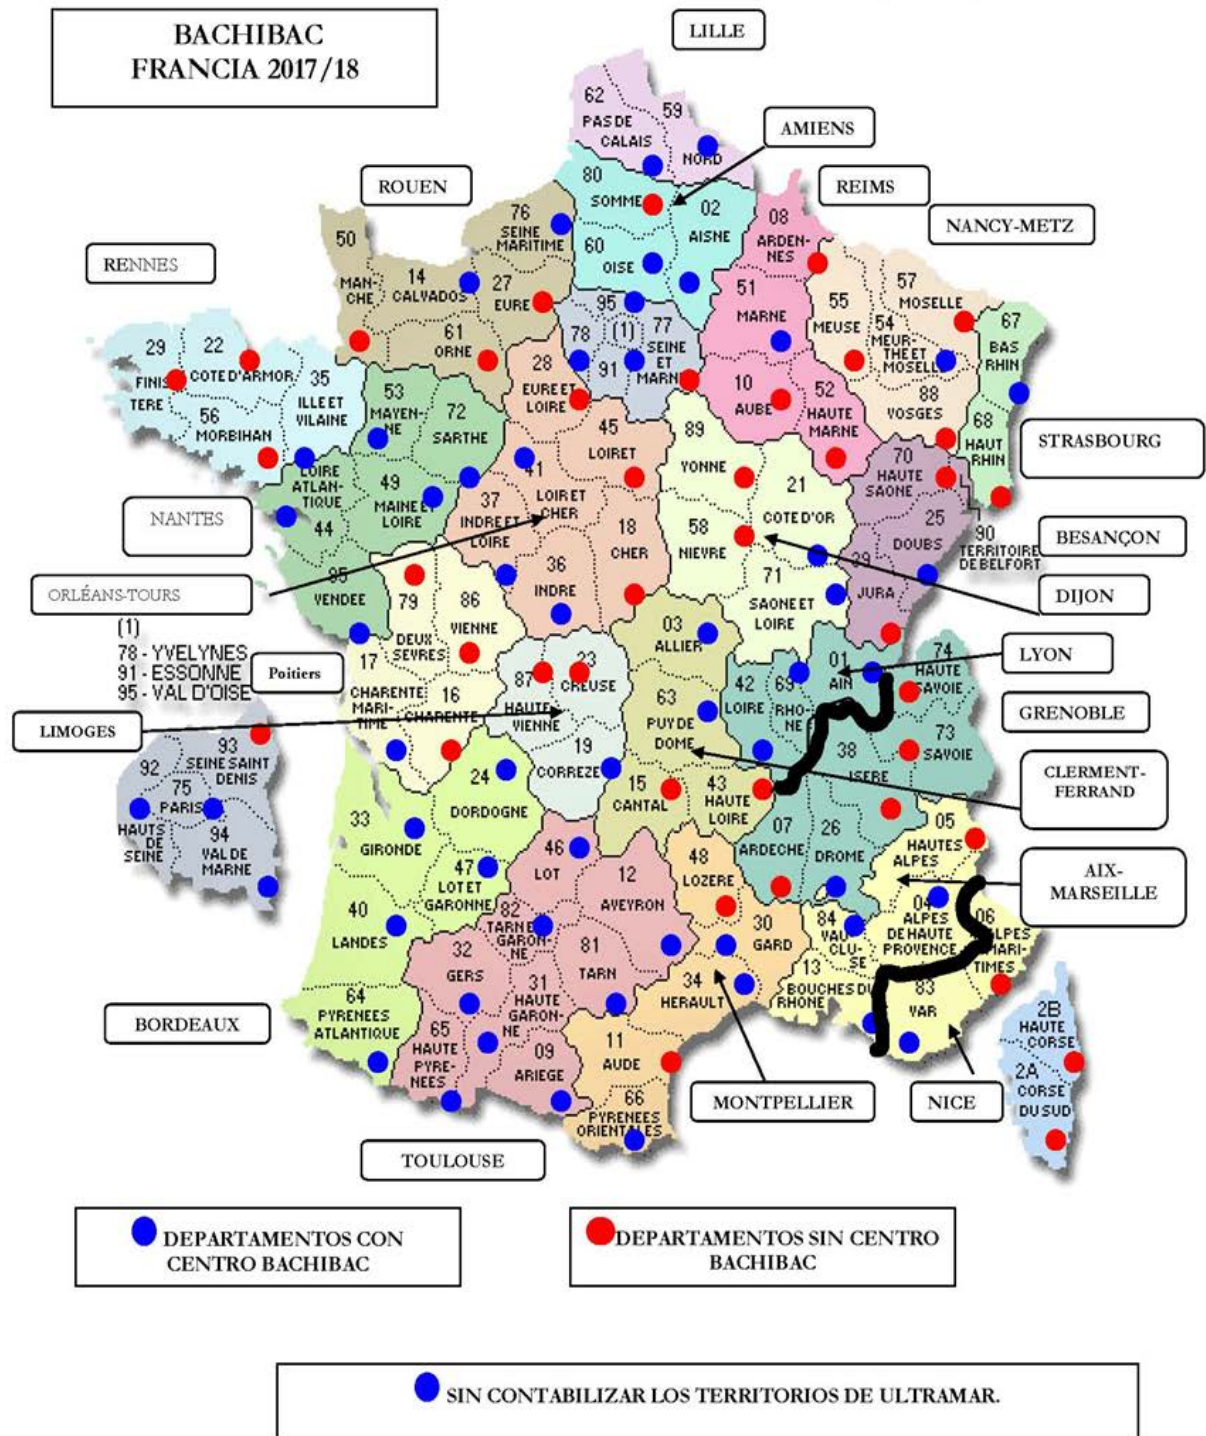 BACHIBAC
FRANCIA 2017/18
LILLE
AMIENS
ROUEN
REIMS
NANCY-METZ
RENNES
62
PAS DE
CALAIS
59
NORD
80
SOMME
02
AISNE
60
OISE
76
SEINE
MARITIME
27
EURE
50
MAN-
CHE
14
CALVADOS
61
ORNE
08
ARDEN-
NES
51
MARNE
10
AUBE
52
HAUTE
MARNE
55
MEUSE
57
MOSELLE
54
MEUR-
THE ET
MOSELL
88
VOSGES
67
BAS
RHIN
68
HAUT
RHIN
STRASBOURG
95
(1)
78
91
77
SEINE
ET
MARN
29
FINIS
TERE
22
COTE D'ARMOR
35
ILLE ET
VILAINE
56
MORBIHAN
53
MAYEN-
NE
72
SARTHE
LOIRE
ATLAN-
TIQUE
44
49
MAINE ET
LOIRE
85
VENDEE
NANTES
28
EURE ET
LOIRE
45
LOIRET
41
LOIR ET
CHER
37
INDRE ET
LOIRE
36
INDRE
18
CHER
89
YONNE
21
COTE D'OR
58
NIEVRE
71
SAONE ET
LOIRE
70
HAUTE
SAONE
25
DOUBS
39
JURA
90
TERRITOIRE
DE BELFORT
BESANÇON
DIJON
ORLÉANS-TOURS
(1)
78 - YVELYNES
91 - ESSONNE
95 - VAL D'OISE
Poitiers
LIMOGES
79
DEUX
SEVRES
86
VIENNE
17
CHARENTE
MARI-
TIME
16
CHARENTE
87
HAUTE
VIENNE
23
CREUSE
19
CORREZE
03
ALLIER
63
PUY DE
DOME
15
CANTAL
43
HAUTE
LOIRE
42
LOIRE
69
RHO-
NE
01
AIN
74
HAUTE
SAVOIE
73
SAVOIE
38
ISERE
07
ARDECHE
26
DROME
LYON
GRENOBLE
CLERMENT-
FERRAND
AIX-
MARSEILLE
93
SEINE SAINT
DENIS
92
75
PARIS
HAUTS
DE
SEINE
94
VAL DE
MARNE
24
DORDOGNE
33
GIRONDE
47
LOT ET
GARONNE
40
LANDES
64
PYRENEES
ATLANTIQUE
BORDEAUX
46
LOT
12
AVEYRON
82
TARN E
GARON-
NE
81
TARN
32
GERS
31
HAUTE
GARON-
NE
65
HAUTE
PYRE-
NEES
09
ARIEGE
TOULOUSE
48
LOZERE
30
GARD
34
HERAULT
11
AUDE
66
PYRENEES
ORIENTALES
MONTPELLIER
05
HAUTES
ALPES
04
ALPES
DE HAUTE
PROVENCE
06
ALPES
MARI-
TIMES
84
VAU
CLU-
SE
13
BOUCHES DU
RHONE
83
VAR
NICE
2B
HAUTE
CORSE
2A
CORSE
DU SUD
DEPARTAMENTOS CON
CENTRO BACHIBAC
DEPARTAMENTOS SIN CENTRO
BACHIBAC
SIN CONTABILIZAR LOS TERRITORIOS DE ULTRAMAR.